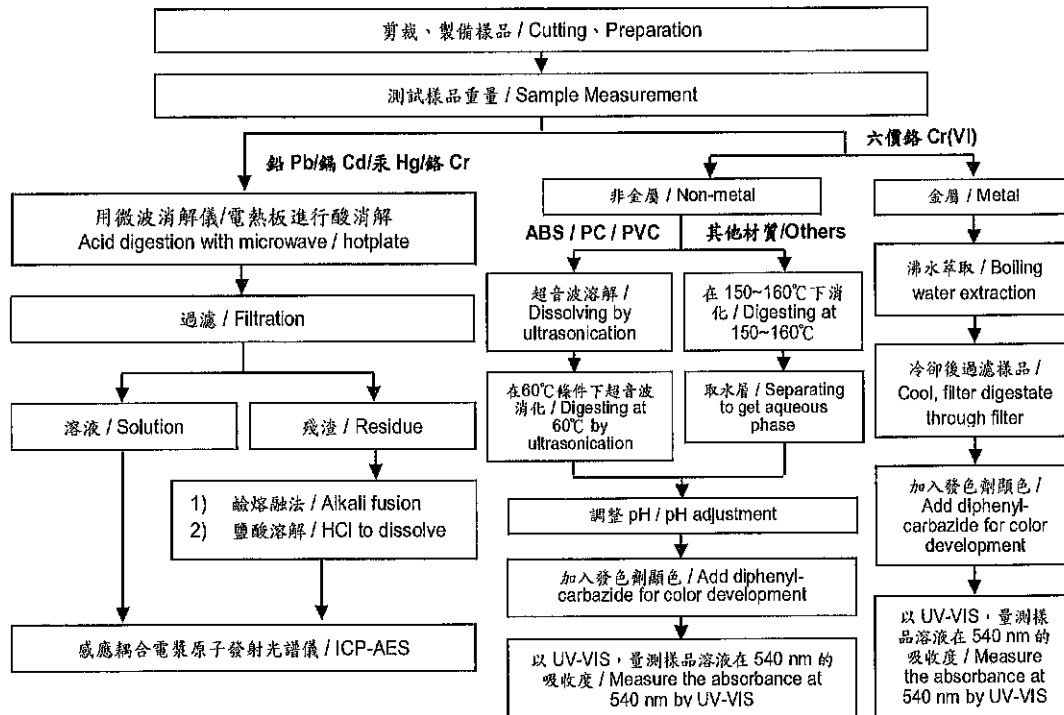 剪裁、製備樣品 / Cutting、Preparation
測試樣品重量 / Sample Measurement
鉛 Pb/鎘 Cd/汞 Hg/鉻 Cr
六價鉻 Cr(VI)
用微波消解儀/電熱板進行酸消解
Acid digestion with microwave / hotplate
過濾 / Filtration
溶液 / Solution
殘渣 / Residue
1) 鹼熔融法 / Alkali fusion
2) 鹽酸溶解 / HCl to dissolve
感應耦合電漿原子發射光譜儀 / ICP-AES
非金屬 / Non-metal
ABS / PC / PVC
其他材質/Others
超音波溶解 /
Dissolving by
ultrasonication
在 150~160℃下消
化 / Digesting at
150~160℃
在60℃條件下超音波
消化 / Digesting at
60℃ by
ultrasonication
取水層 / Separating
to get aqueous
phase
調整 pH / pH adjustment
加入發色劑顯色 / Add diphenyl-
carbazide for color development
以 UV-VIS，量測樣品溶液在 540 nm 的
吸收度 / Measure the absorbance at
540 nm by UV-VIS
金屬 / Metal
沸水萃取 / Boiling
water extraction
冷卻後過濾樣品 /
Cool, filter digestate
through filter
加入發色劑顯色 /
Add diphenyl-
carbazide for color
development
以 UV-VIS，量測樣
品溶液在 540 nm 的
吸收度 / Measure
the absorbance at
540 nm by UV-VIS